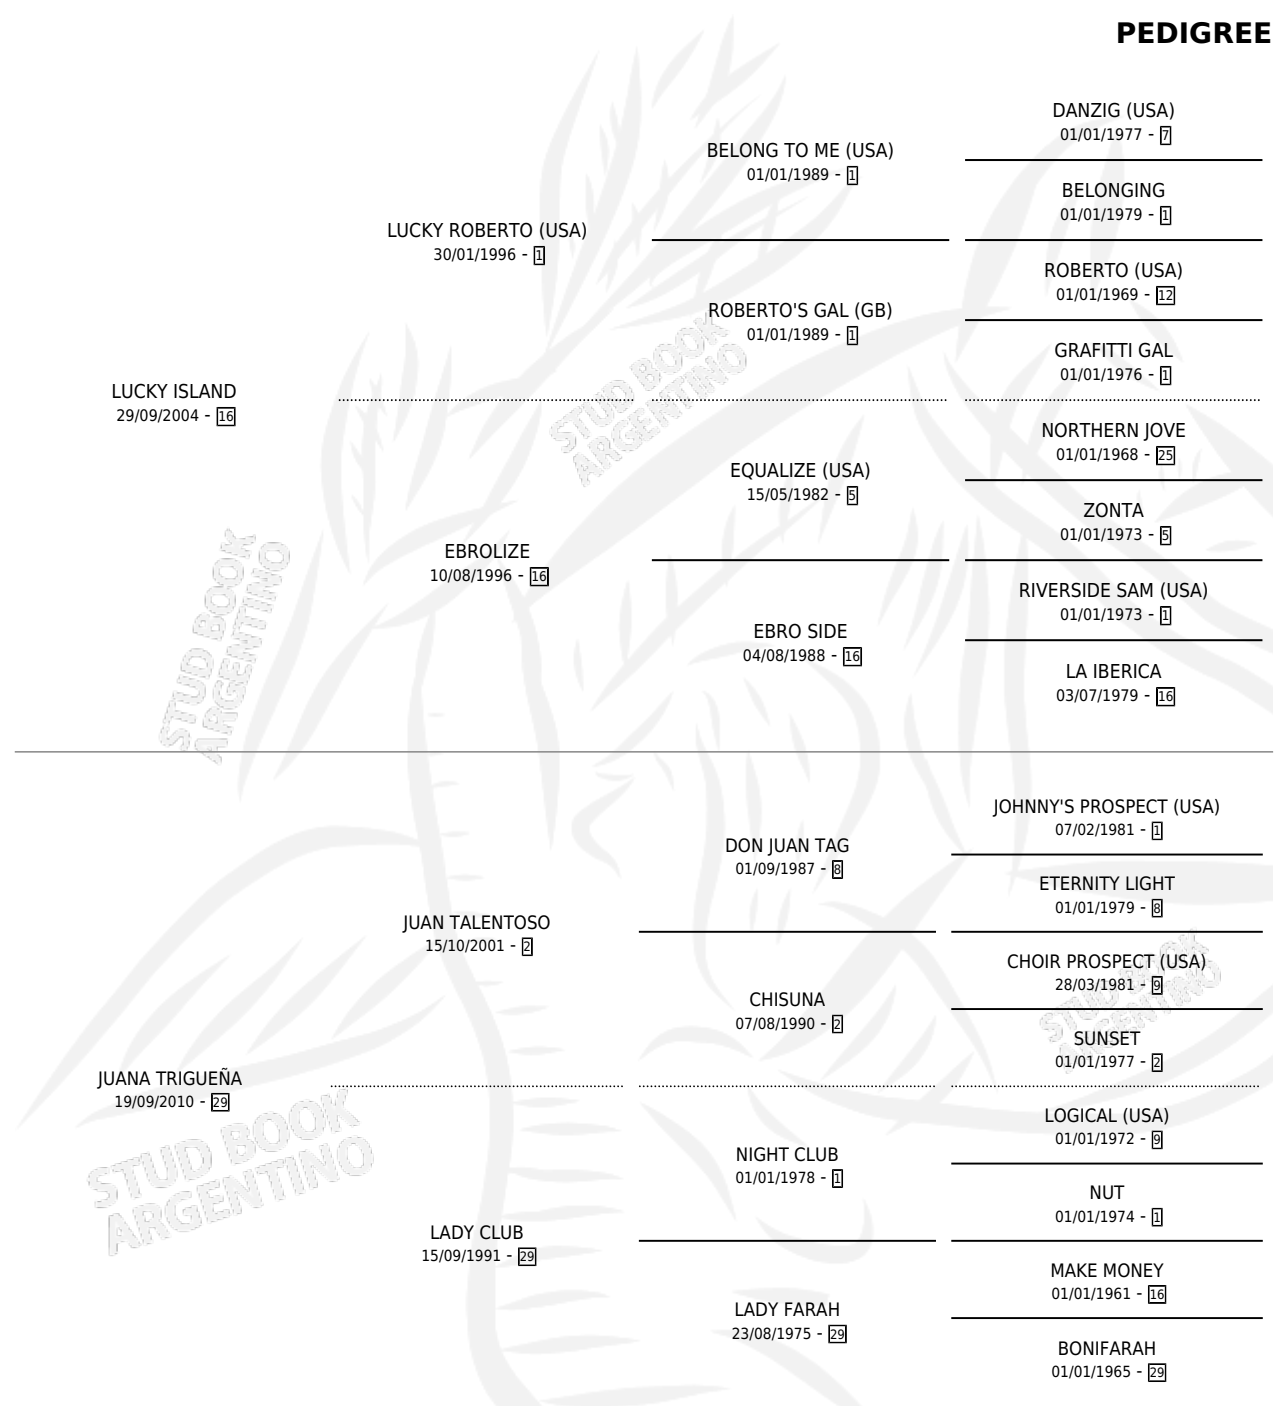 PEDIGREE
DANZIG (USA)
01/01/1977 - 7
BELONG TO ME (USA)
01/01/1989 - 1
BELONGING
01/01/1979 - 1
LUCKY ROBERTO (USA)
30/01/1996 - 1
ROBERTO (USA)
01/01/1969 - 12
ROBERTO'S GAL (GB)
01/01/1989 - 1
GRAFITTI GAL
01/01/1976 - 1
LUCKY ISLAND
29/09/2004 - 16
NORTHERN JOVE
01/01/1968 - 25
EQUALIZE (USA)
15/05/1982 - 5
ZONTA
01/01/1973 - 5
EBROLIZE
10/08/1996 - 16
RIVERSIDE SAM (USA)
01/01/1973 - 1
EBRO SIDE
04/08/1988 - 16
LA IBERICA
03/07/1979 - 16
JOHNNY'S PROSPECT (USA)
07/02/1981 - 1
DON JUAN TAG
01/09/1987 - 8
ETERNITY LIGHT
01/01/1979 - 8
JUAN TALENTOSO
15/10/2001 - 2
CHOIR PROSPECT (USA)
28/03/1981 - 9
CHISUNA
07/08/1990 - 2
SUNSET
01/01/1977 - 2
JUANA TRIGUEÑA
19/09/2010 - 29
LOGICAL (USA)
01/01/1972 - 9
NIGHT CLUB
01/01/1978 - 1
NUT
01/01/1974 - 1
LADY CLUB
15/09/1991 - 29
MAKE MONEY
01/01/1961 - 16
LADY FARAH
23/08/1975 - 29
BONIFARAH
01/01/1965 - 29
STUD BOOK
ARGENTINO
STUD BOOK
ARGENTINO
STUD BOOK
ARGENTINO
STUD BOOK
ARGENTINO